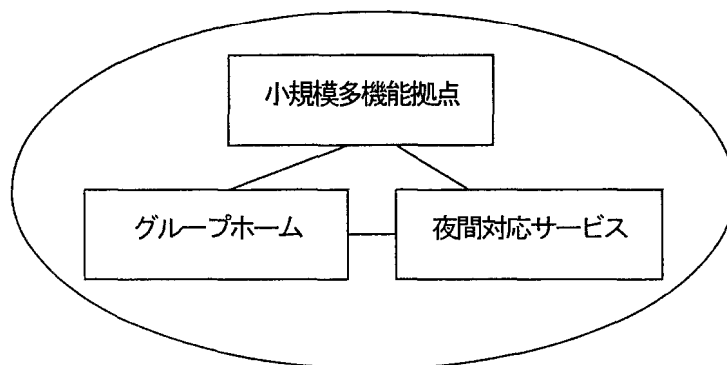 小規模多機能拠点
グループホーム
夜間対応サービス